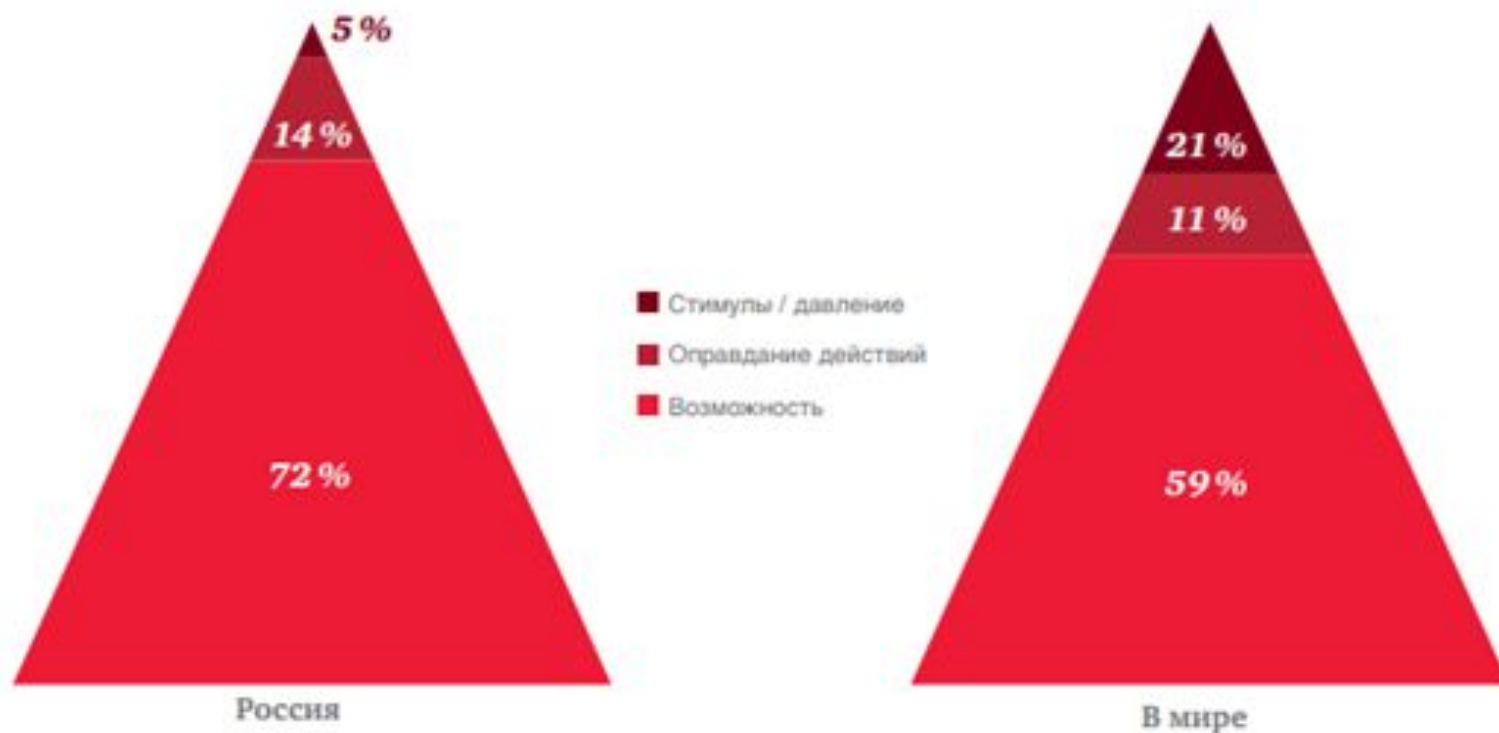 5 %
14 %
72 %
Россия
Стимулы / давление
Оправдание действий
Возможность
21 %
11 %
59 %
В мире